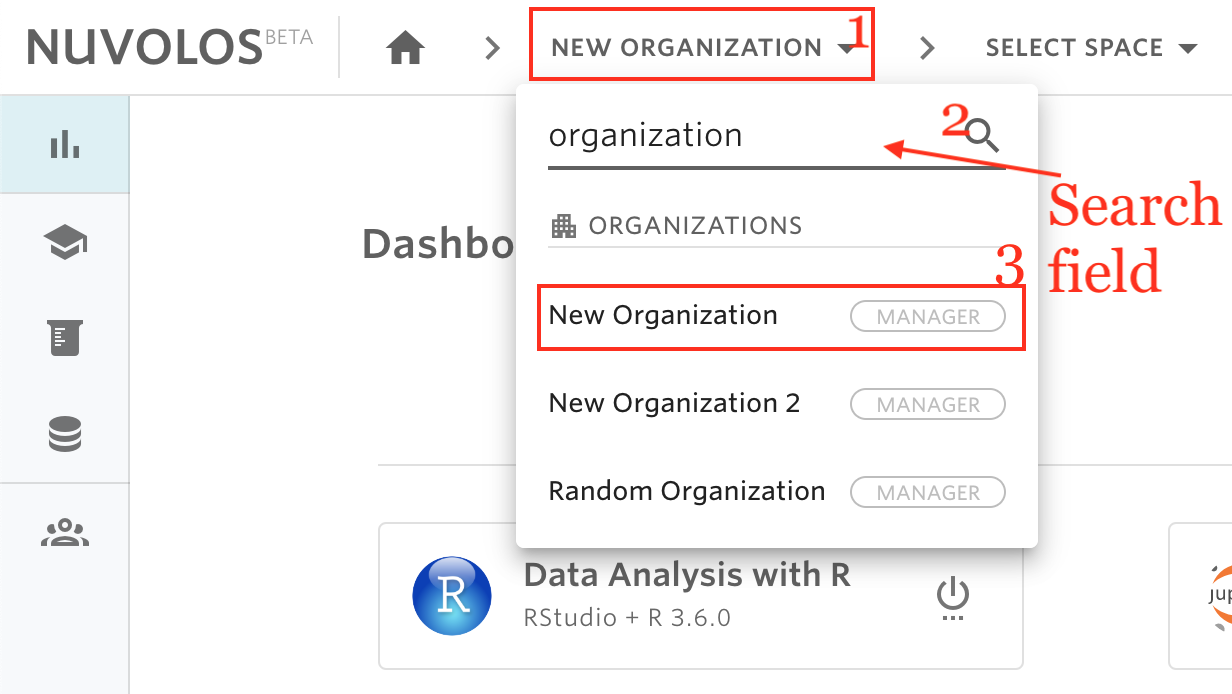 NUVOLOS BETA NEW ORGANIZATION 1 SELECT SPACE
organization 2
Search
field
ORGANIZATIONS
Dashbo
3
New Organization MANAGER
New Organization 2 MANAGER
Random Organization MANAGER
R Data Analysis with R
RStudio + R 3.6.0
jup